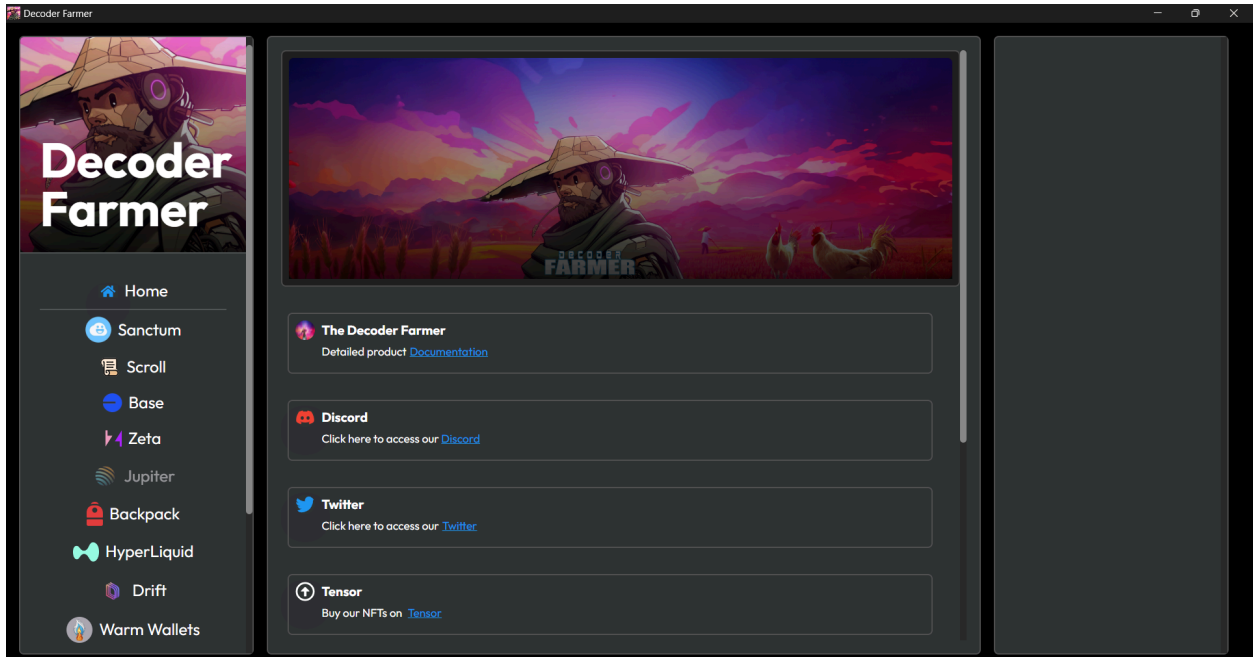 Decoder Farmer
Decoder
Farmer
Home
Sanctum
Scroll
Base
Zeta
Jupiter
Backpack
HyperLiquid
Drift
Warm Wallets
DECODER
FARMER
The Decoder Farmer
Detailed product Documentation
Discord
Click here to access our Discord
Twitter
Click here to access our Twitter
Tensor
Buy our NFTs on Tensor